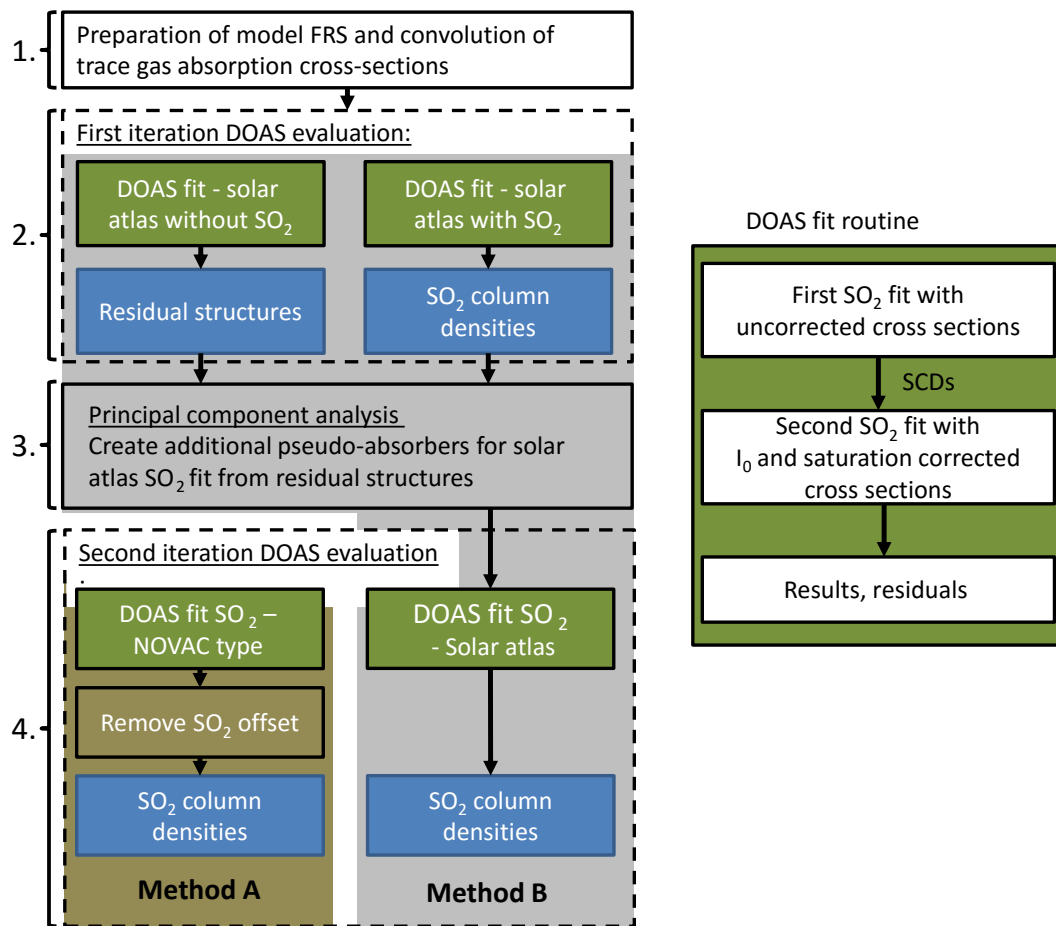 1.
Preparation of model FRS and convolution of
trace gas absorption cross-sections
2.
First iteration DOAS evaluation:
DOAS fit - solar
atlas without SO₂
DOAS fit - solar
atlas with SO₂
Residual structures
SO₂ column
densities
3.
Principal component analysis
Create additional pseudo-absorbers for solar
atlas SO₂ fit from residual structures
4.
Second iteration DOAS evaluation
.
DOAS fit SO₂ –
NOVAC type
Remove SO₂ offset
SO₂ column
densities
Method A
DOAS fit SO₂
- Solar atlas
SO₂ column
densities
Method B
DOAS fit routine
First SO₂ fit with
uncorrected cross sections
SCDs
Second SO₂ fit with
I₀ and saturation corrected
cross sections
Results, residuals